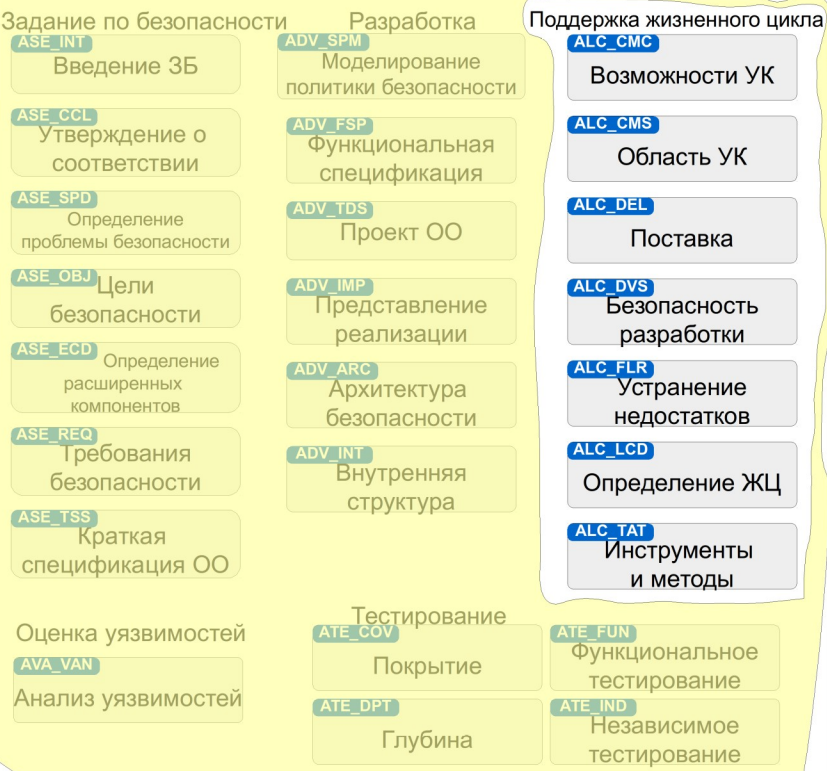 Задание по безопасности
ASE_INT
Введение ЗБ
ASE_CCL
Утверждение о
соответствии
ASE_SPD
Определение
проблемы безопасности
ASE_OBJ
Цели
безопасности
ASE_ECD
Определение
расширенных
компонентов
ASE_REQ
Требования
безопасности
ASE_TSS
Краткая
спецификация ОО
Разработка
ADV_SPM
Моделирование
политики безопасности
ADV_FSP
Функциональная
спецификация
ADV_TDS
Проект ОО
ADV_IMP
Представление
реализации
ADV_ARC
Архитектура
безопасности
ADV_INT
Внутренняя
структура
Поддержка жизненного цикла
ALC_CMC
Возможности УК
ALC_CMS
Область УК
ALC_DEL
Поставка
ALC_DVS
Безопасность
разработки
ALC_FLR
Устранение
недостатков
ALC_LCD
Определение ЖЦ
ALC_TAT
Инструменты
и методы
Оценка уязвимостей
AVA_VAN
Анализ уязвимостей
Тестирование
ATE_COV
Покрытие
ATE_DPT
Глубина
ATE_FUN
Функциональное
тестирование
ATE_IND
Независимое
тестирование